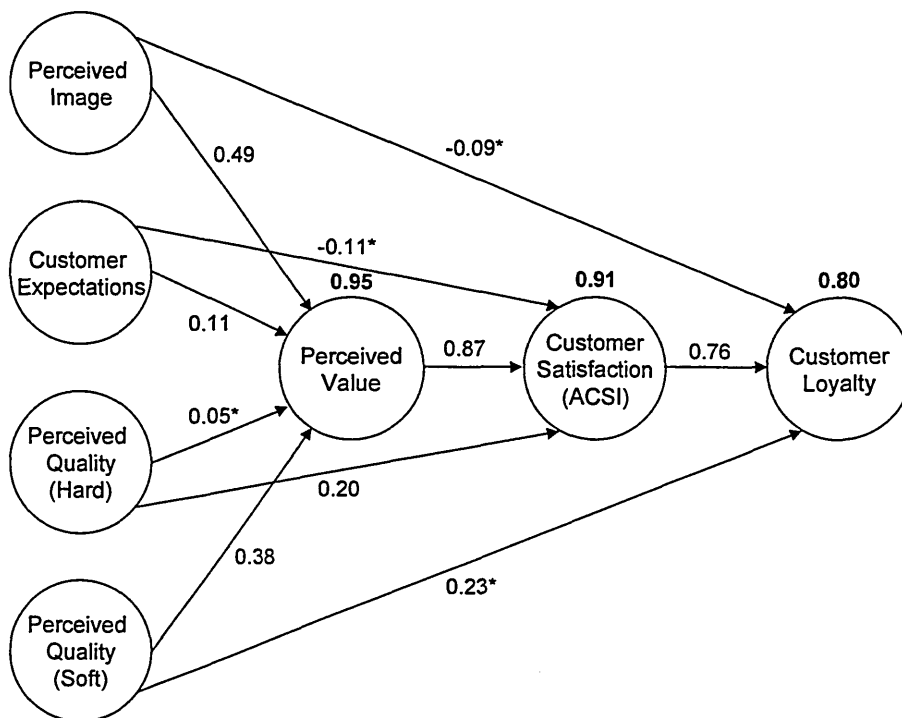 Perceived
Image
-0.09*
0.49
Customer
Expectations
-0.11*
0.95
0.91
0.80
0.11
Perceived
Value
0.87
Customer
Satisfaction
(ACSI)
0.76
Customer
Loyalty
0.05*
Perceived
Quality
(Hard)
0.20
0.38
0.23*
Perceived
Quality
(Soft)